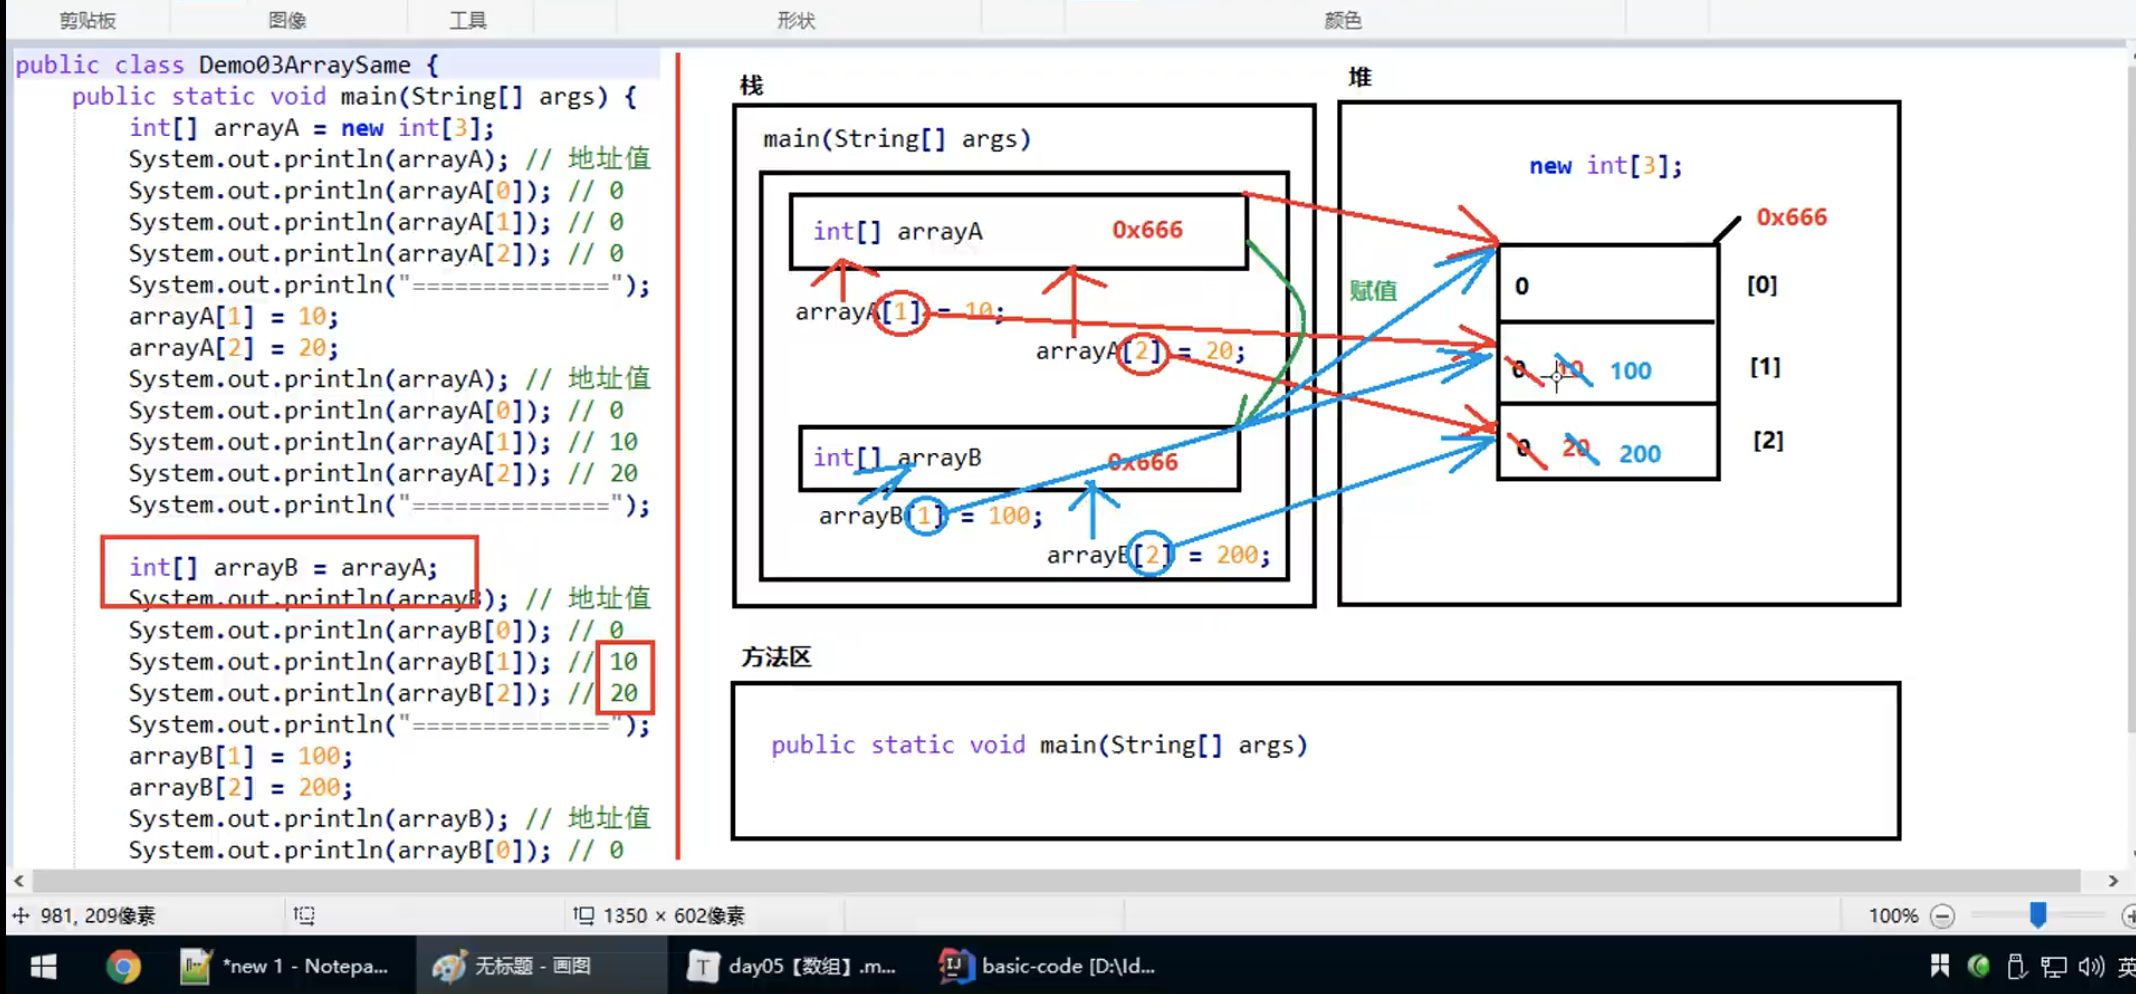 剪贴板 图像 工具 形状 颜色
public class Demo03ArraySame {
public static void main(String[] args) {
int[] arrayA = new int[3];
System.out.println(arrayA); // 地址值
System.out.println(arrayA[0]); // 0
System.out.println(arrayA[1]); // 0
System.out.println(arrayA[2]); // 0
System.out.println("==============");
arrayA[1] = 10;
arrayA[2] = 20;
System.out.println(arrayA); // 地址值
System.out.println(arrayA[0]); // 0
System.out.println(arrayA[1]); // 10
System.out.println(arrayA[2]); // 20
System.out.println("==============");
int[] arrayB = arrayA;
System.out.println(arrayB); // 地址值
System.out.println(arrayB[0]); // 0
System.out.println(arrayB[1]); // 10
System.out.println(arrayB[2]); // 20
System.out.println("==============");
arrayB[1] = 100;
arrayB[2] = 200;
System.out.println(arrayB); // 地址值
System.out.println(arrayB[0]); // 0
栈
main(String[] args)
int[] arrayA 0x666
arrayA[1] = 10;
arrayA[2] = 20;
int[] arrayB 0x666
arrayB[1] = 100;
arrayB[2] = 200;
赋值
堆
new int[3];
0x666
0 [0]
0 10 100 [1]
0 20 200 [2]
方法区
public static void main(String[] args)
981, 209像素 1350 × 602像素 100%
*new 1 - Notepa... 无标题 - 画图 day05【数组】.m... basic-code [D:\Id... 英